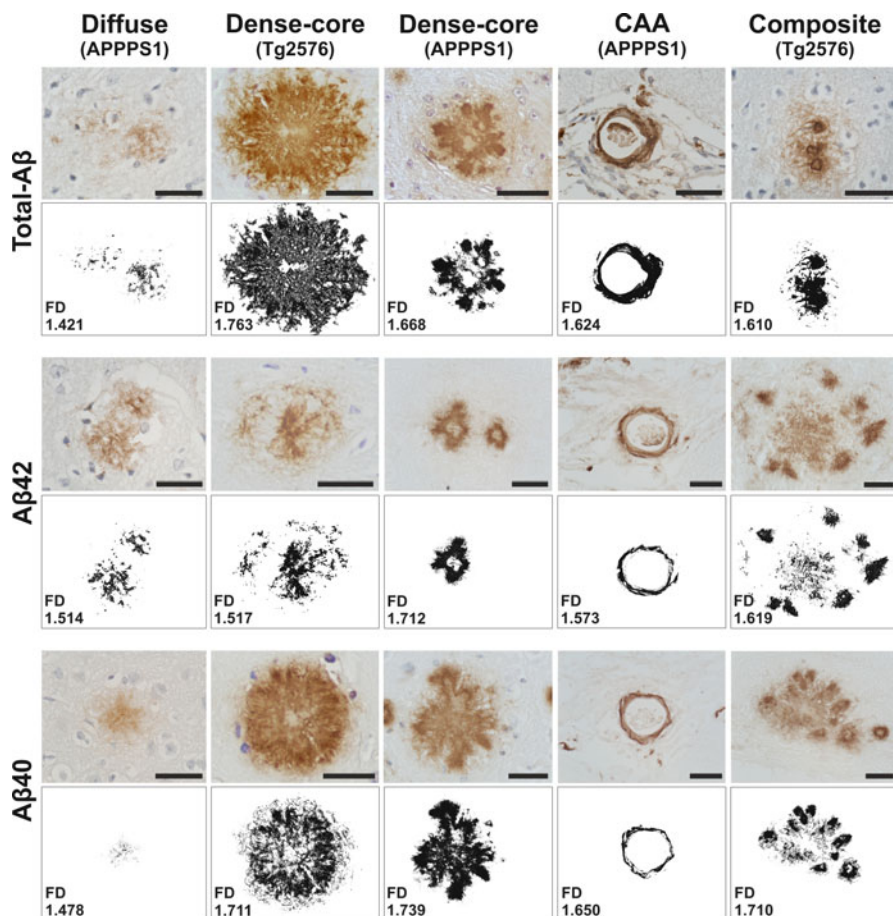 Diffuse Dense-core Dense-core CAA Composite
(APPPS1) (Tg2576) (APPPS1) (APPPS1) (Tg2576)
Total-Aβ
FD FD FD FD FD
1.421 1.763 1.668 1.624 1.610
Aβ42
FD FD FD FD FD
1.514 1.517 1.712 1.573 1.619
Aβ40
FD FD FD FD FD
1.478 1.711 1.739 1.650 1.710